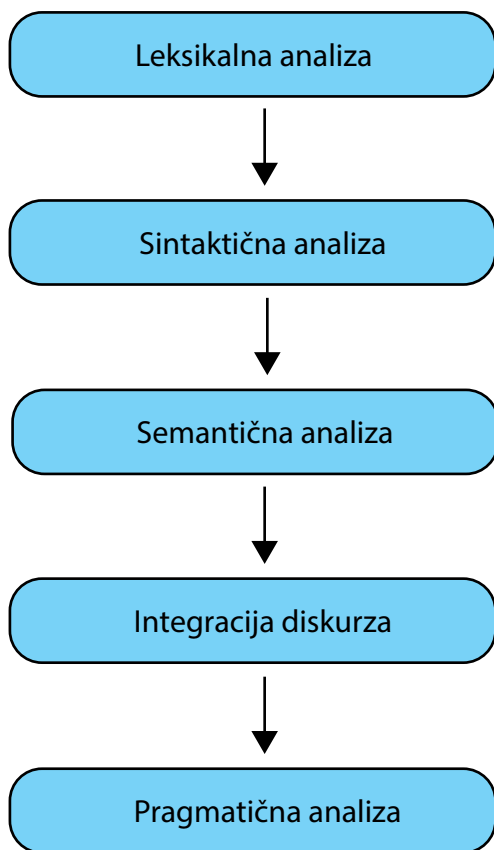 Leksikalna analiza
Sintaktična analiza
Semantična analiza
Integracija diskurza
Pragmatična analiza